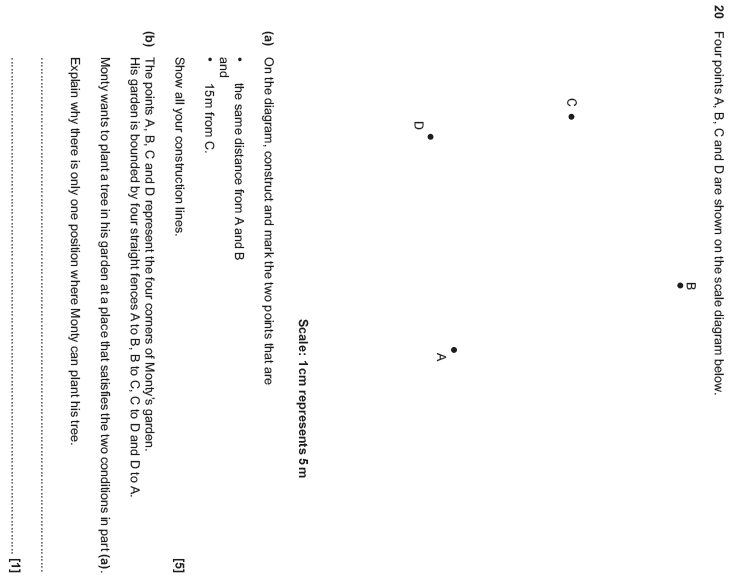 20 Four points A, B, C and D are shown on the scale diagram below.
B
C
A
D
Scale: 1 cm represents 5 m
(a) On the diagram, construct and mark the two points that are
• the same distance from A and B
and
• 15 m from C.
Show all your construction lines.
[5]
(b) The points A, B, C and D represent the four corners of Monty's garden.
His garden is bounded by four straight fences A to B, B to C, C to D and D to A.
Monty wants to plant a tree in his garden at a place that satisfies the two conditions in part (a).
Explain why there is only one position where Monty can plant his tree.
[1]